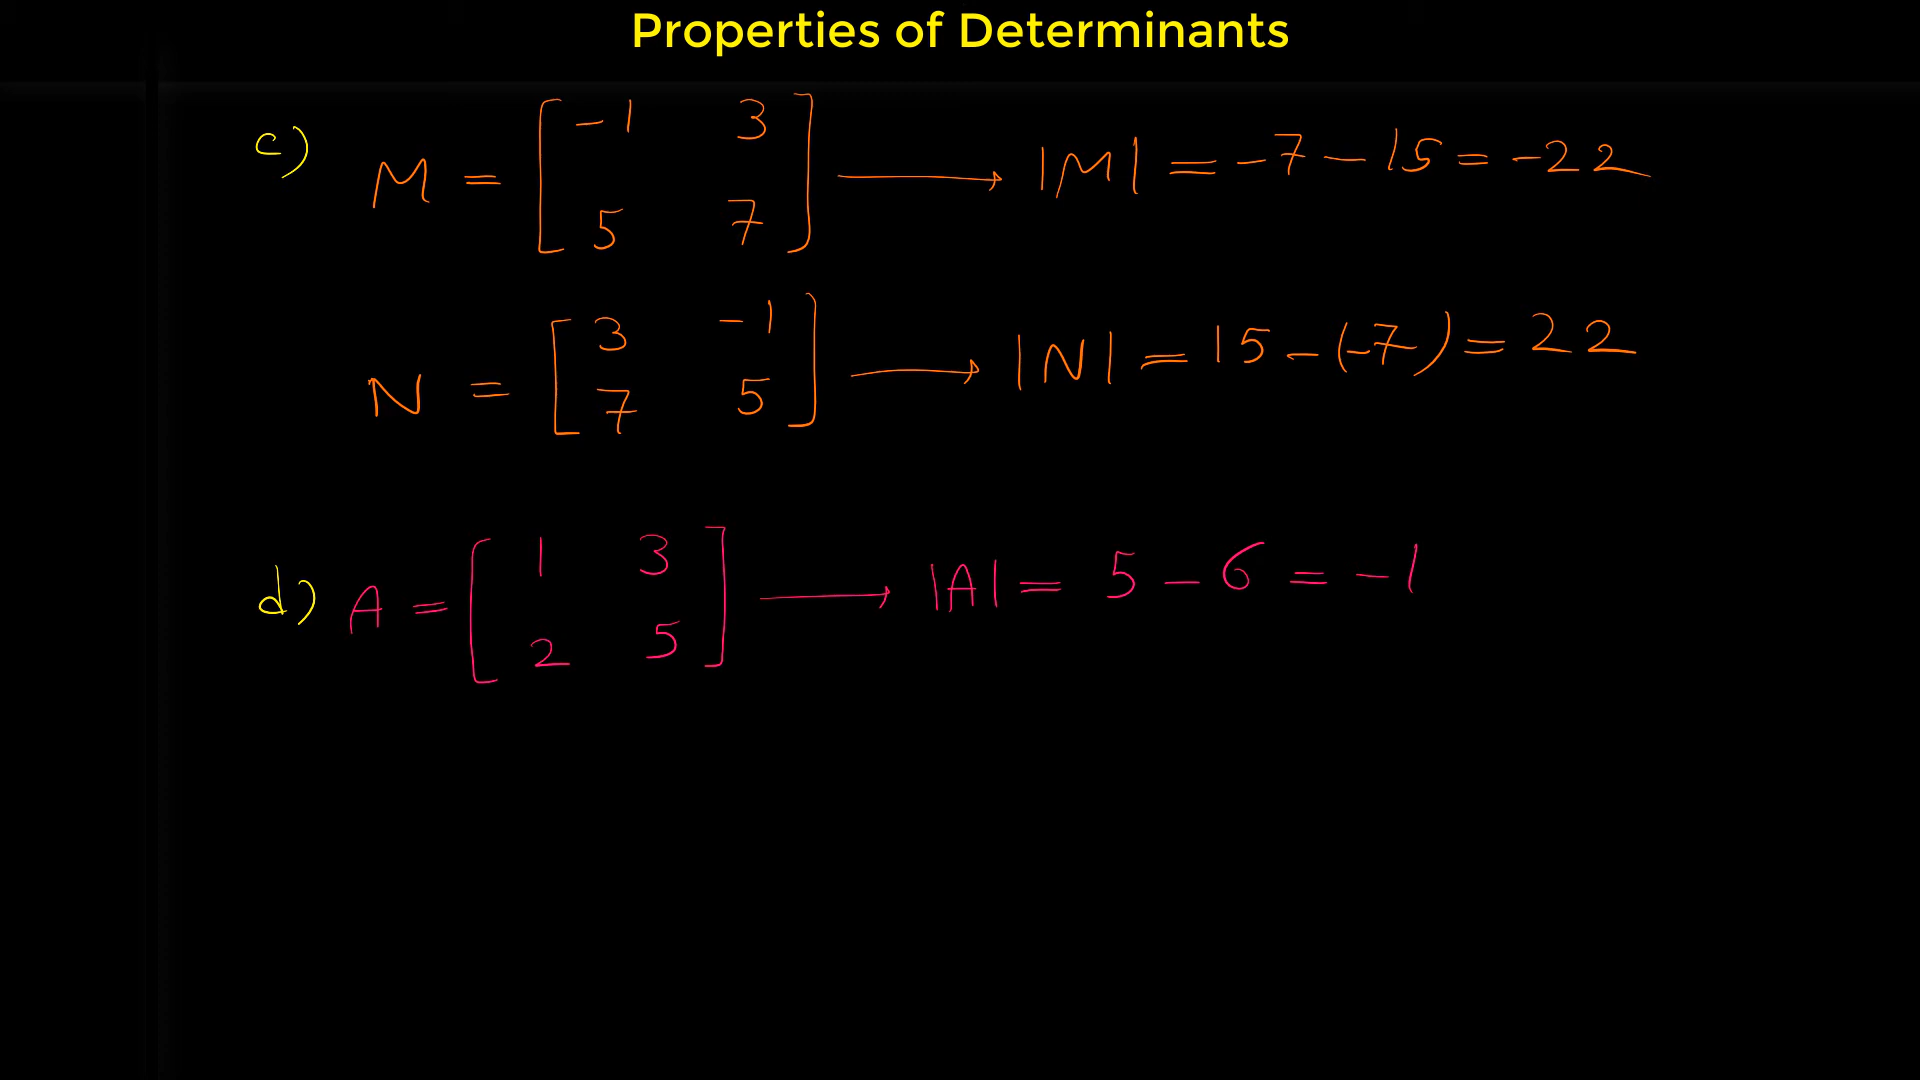 Properties of Determinants
c) M = [ -1 3 ; 5 7 ] → |M| = -7 - 15 = -22
N = [ 3 -1 ; 7 5 ] → |N| = 15 - (-7) = 22
d) A = [ 1 3 ; 2 5 ] → |A| = 5 - 6 = -1